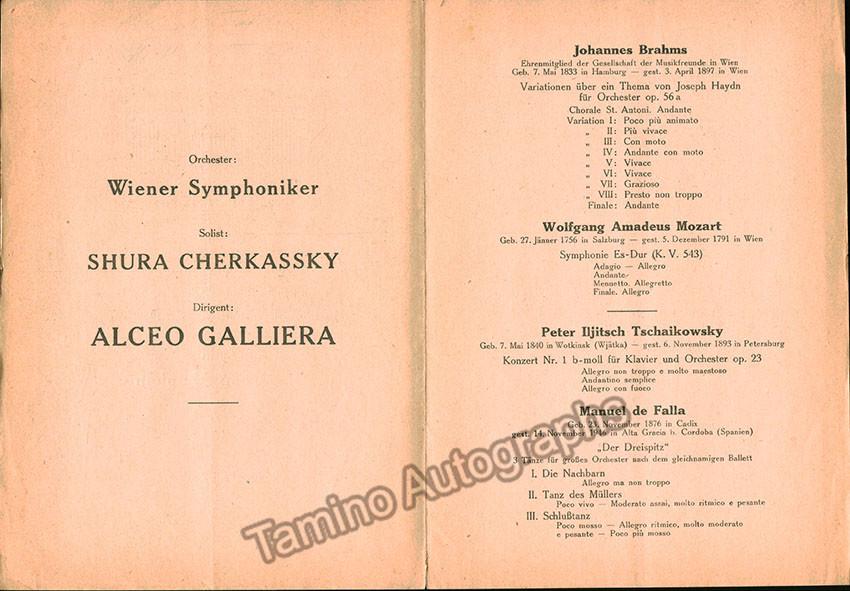 Orchester:
Wiener Symphoniker
Solist:
SHURA CHERKASSKY
Dirigent:
ALCEO GALLIERA
Johannes Brahms
Ehrenmitglied der Gesellschaft der Musikfreunde in Wien
Geb. 7. Mai 1833 in Hamburg — gest. 3. April 1897 in Wien
Variationen über ein Thema von Joseph Haydn
für Orchester op. 56 a
Chorale St. Antoni. Andante
Variation I: Poco più animato
„ II: Più vivace
„ III: Con moto
„ IV: Andante con moto
„ V: Vivace
„ VI: Vivace
„ VII: Grazioso
„ VIII: Presto non troppo
Finale: Andante
Wolfgang Amadeus Mozart
Geb. 27. Jänner 1756 in Salzburg — gest. 5. Dezember 1791 in Wien
Symphonie Es-Dur (K. V. 543)
Adagio — Allegro
Andante
Menuetto. Allegretto
Finale. Allegro
Peter Iljitsch Tschaikowsky
Geb. 7. Mai 1840 in Wotkinsk (Wjätka) — gest. 6. November 1893 in Petersburg
Konzert Nr. 1 b-moll für Klavier und Orchester op. 23
Allegro non troppo e molto maestoso
Andantino semplice
Allegro con fuoco
Manuel de Falla
Geb. 23. November 1876 in Cadix
gest. 14. November 1946 in Alta Gracia b. Cordoba (Spanien)
„Der Dreispitz"
3 Tänze für großes Orchester nach dem gleichnamigen Ballett
I. Die Nachbarn
Allegro ma non troppo
II. Tanz des Müllers
Poco vivo — Moderato assai, molto ritmico e pesante
III. Schlußtanz
Poco mosso — Allegro ritmico, molto moderato
e pesante — Poco più mosso
Tamino Autographs